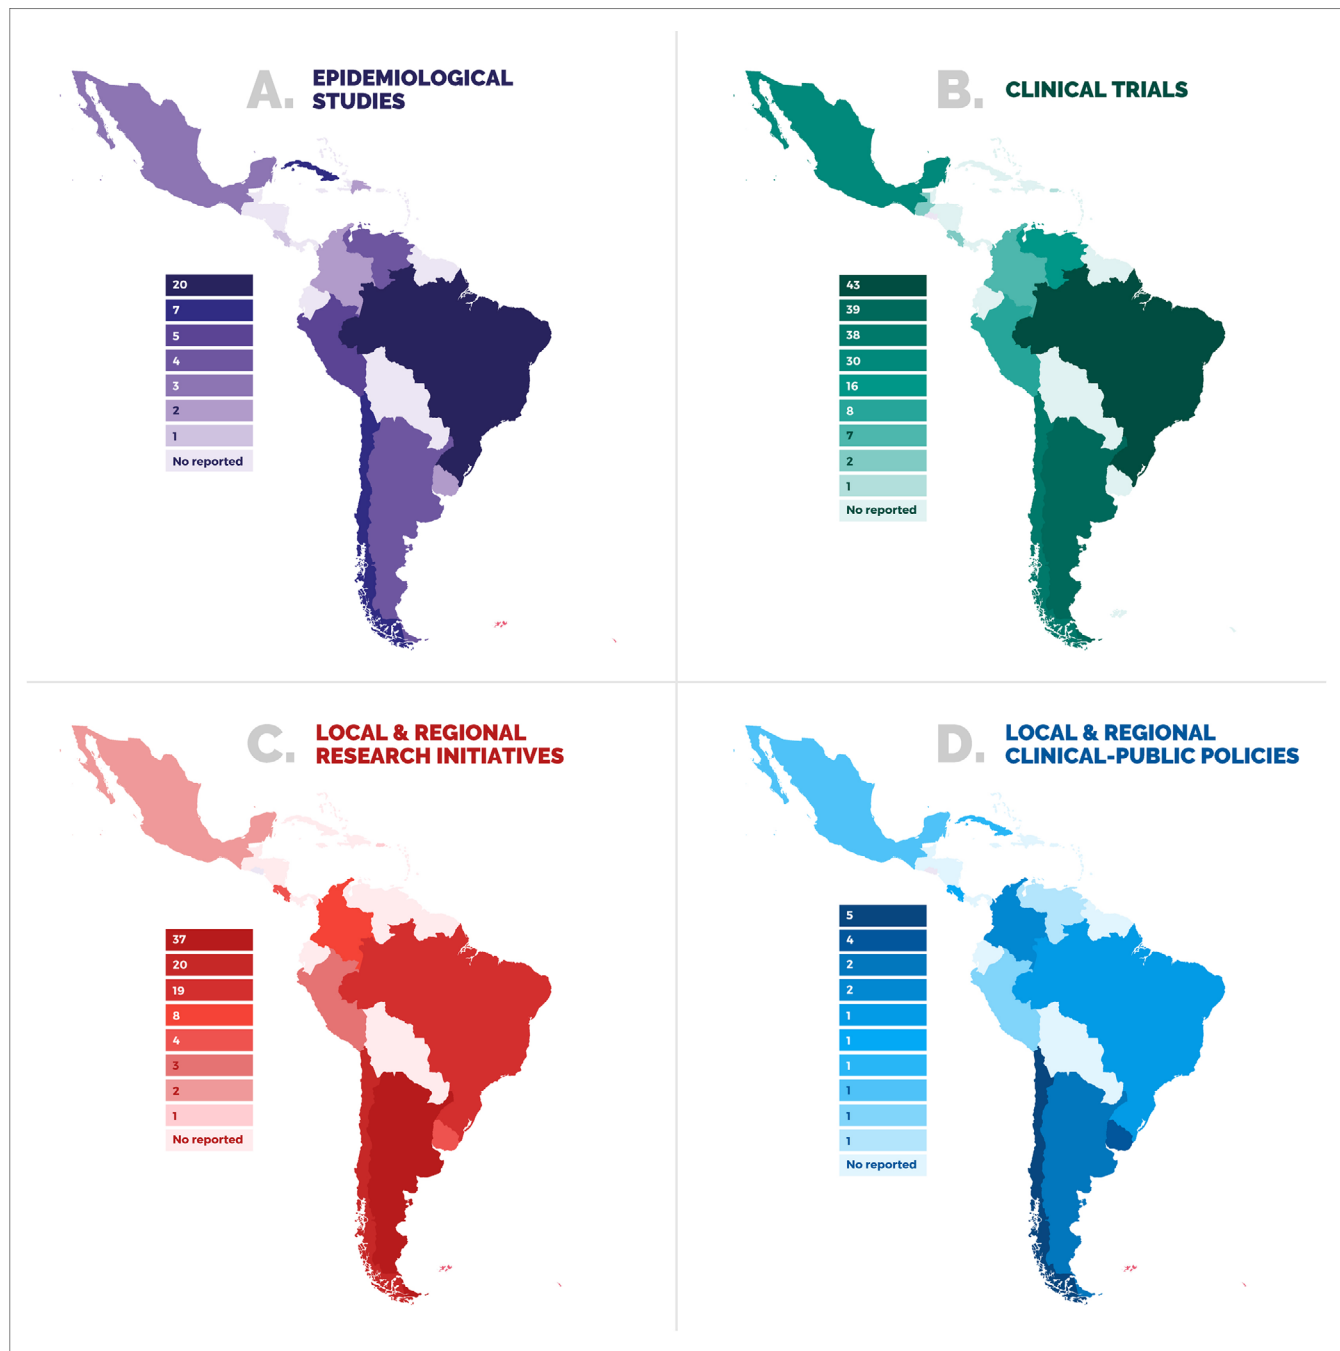 A.
EPIDEMIOLOGICAL
STUDIES
20
7
5
4
3
2
1
No reported
B.
CLINICAL TRIALS
43
39
38
30
16
8
7
2
1
No reported
C.
LOCAL & REGIONAL
RESEARCH INITIATIVES
37
20
19
8
4
3
2
1
No reported
D.
LOCAL & REGIONAL
CLINICAL-PUBLIC POLICIES
5
4
2
2
1
1
1
1
1
1
No reported